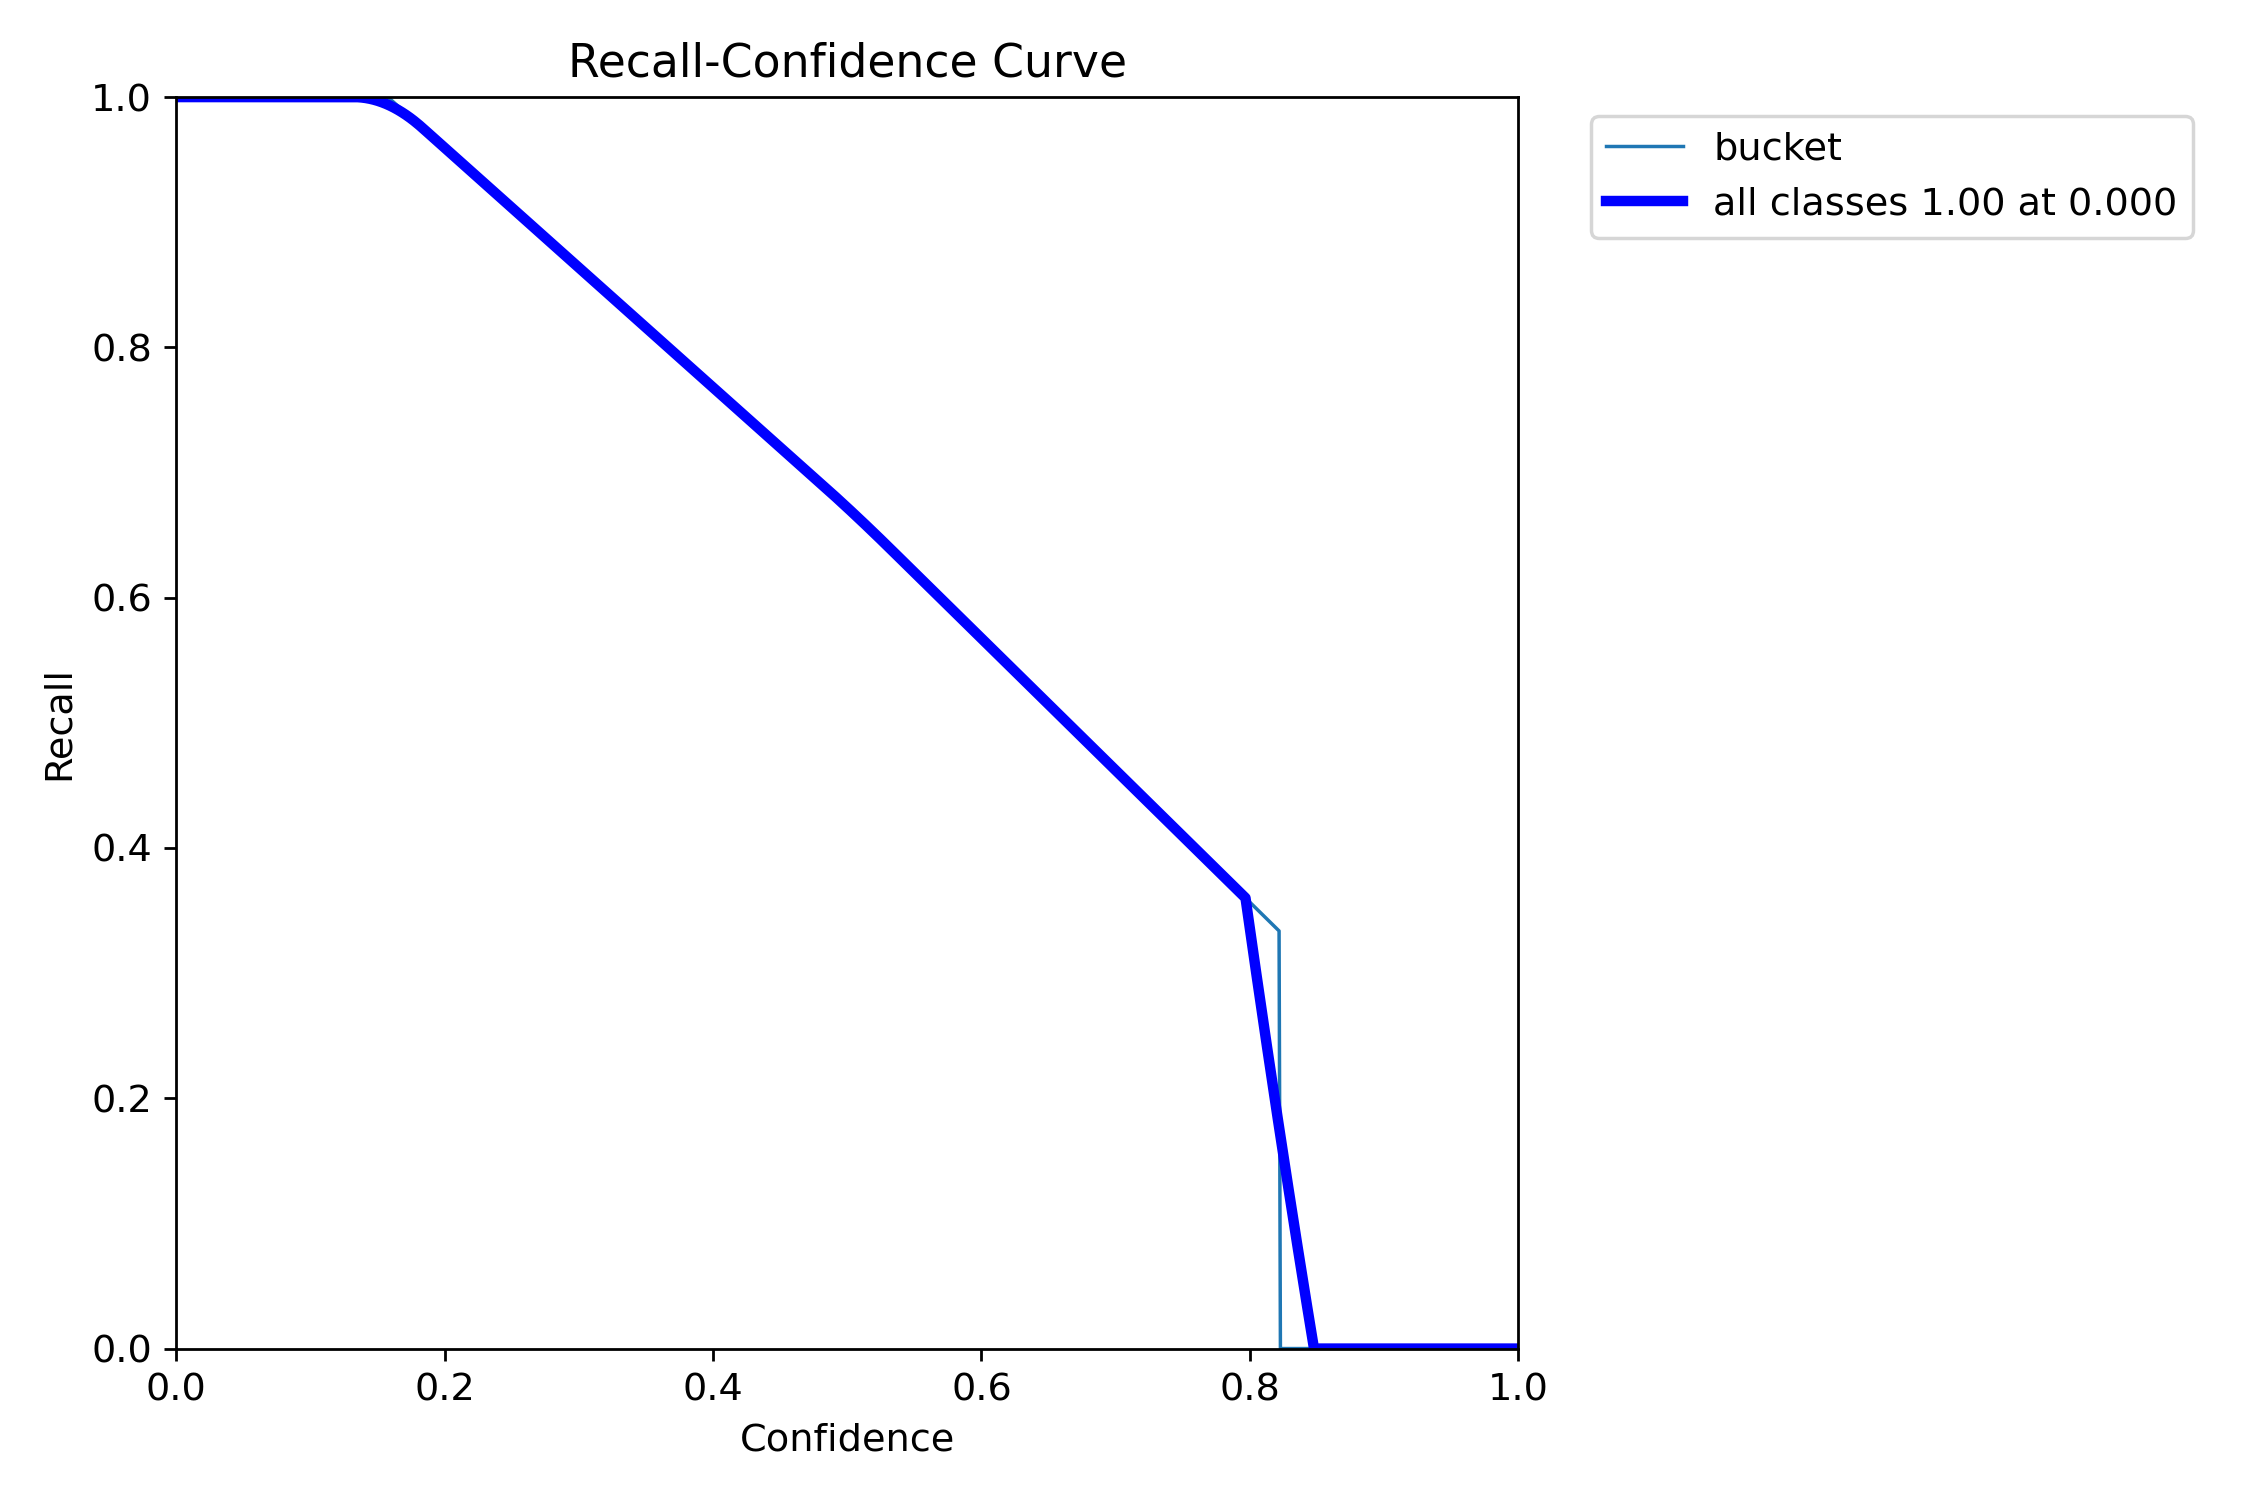 Recall-Confidence Curve
1.0
0.8
0.6
0.4
0.2
0.0
Recall
0.0 0.2 0.4 0.6 0.8 1.0
Confidence
bucket
all classes 1.00 at 0.000